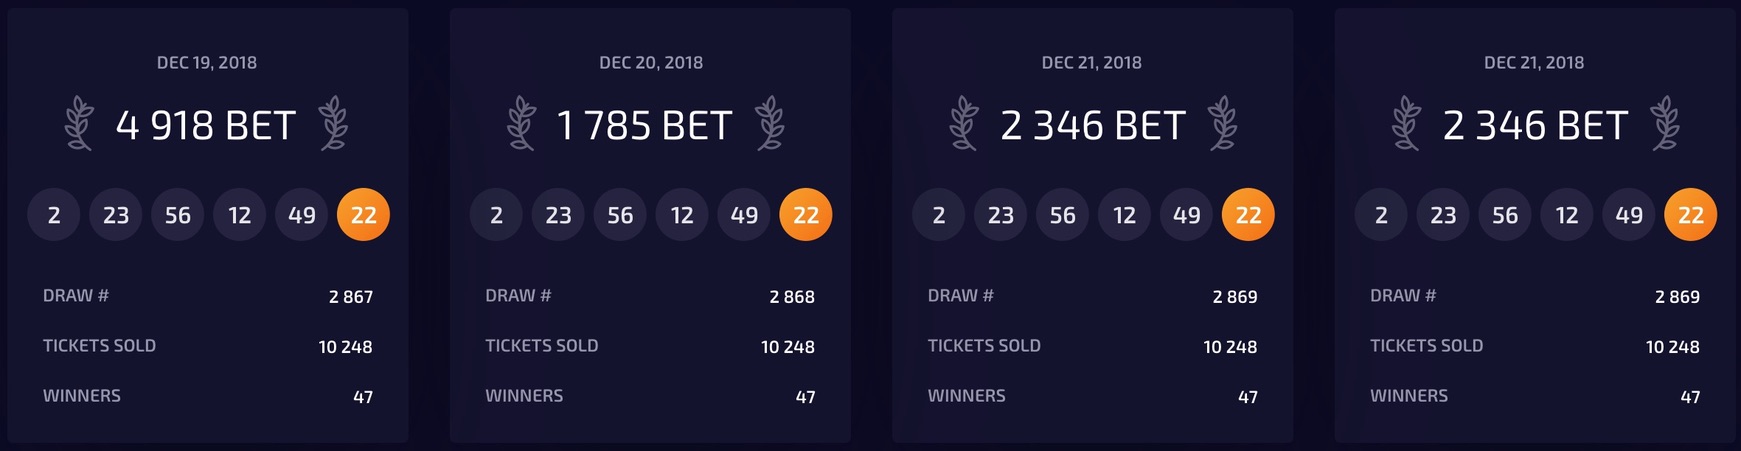 DEC 19, 2018
4 918 BET
2 23 56 12 49 22
DRAW # 2 867
TICKETS SOLD 10 248
WINNERS 47
DEC 20, 2018
1 785 BET
2 23 56 12 49 22
DRAW # 2 868
TICKETS SOLD 10 248
WINNERS 47
DEC 21, 2018
2 346 BET
2 23 56 12 49 22
DRAW # 2 869
TICKETS SOLD 10 248
WINNERS 47
DEC 21, 2018
2 346 BET
2 23 56 12 49 22
DRAW # 2 869
TICKETS SOLD 10 248
WINNERS 47